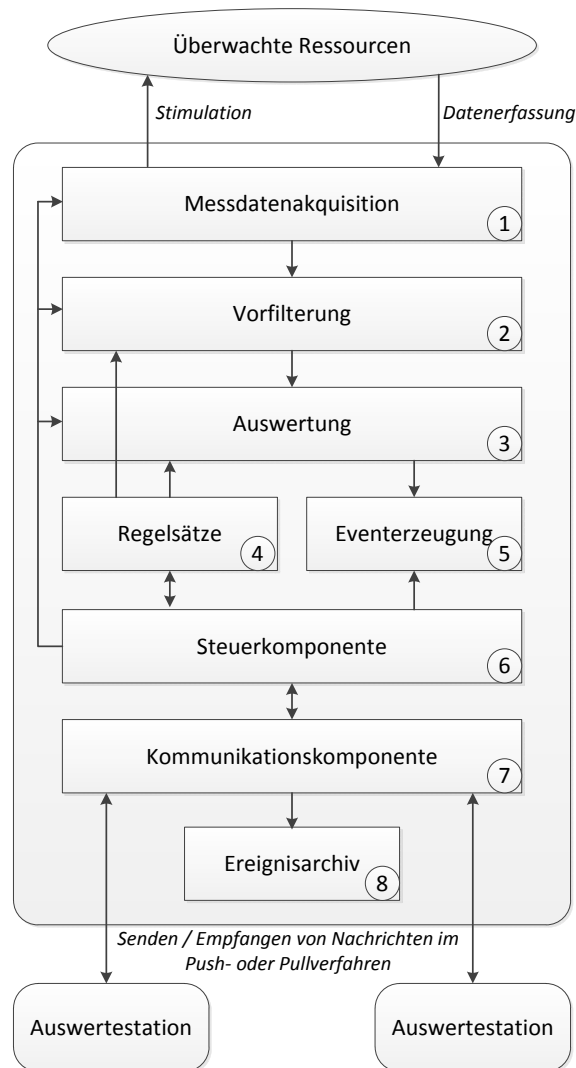 Überwachte Ressourcen
Stimulation
Datenerfassung
Messdatenakquisition
1
Vorfilterung
2
Auswertung
3
Regelsätze
4
Eventerzeugung
5
Steuerkomponente
6
Kommunikationskomponente
7
Ereignisarchiv
8
Senden / Empfangen von Nachrichten im
Push- oder Pullverfahren
Auswertestation
Auswertestation